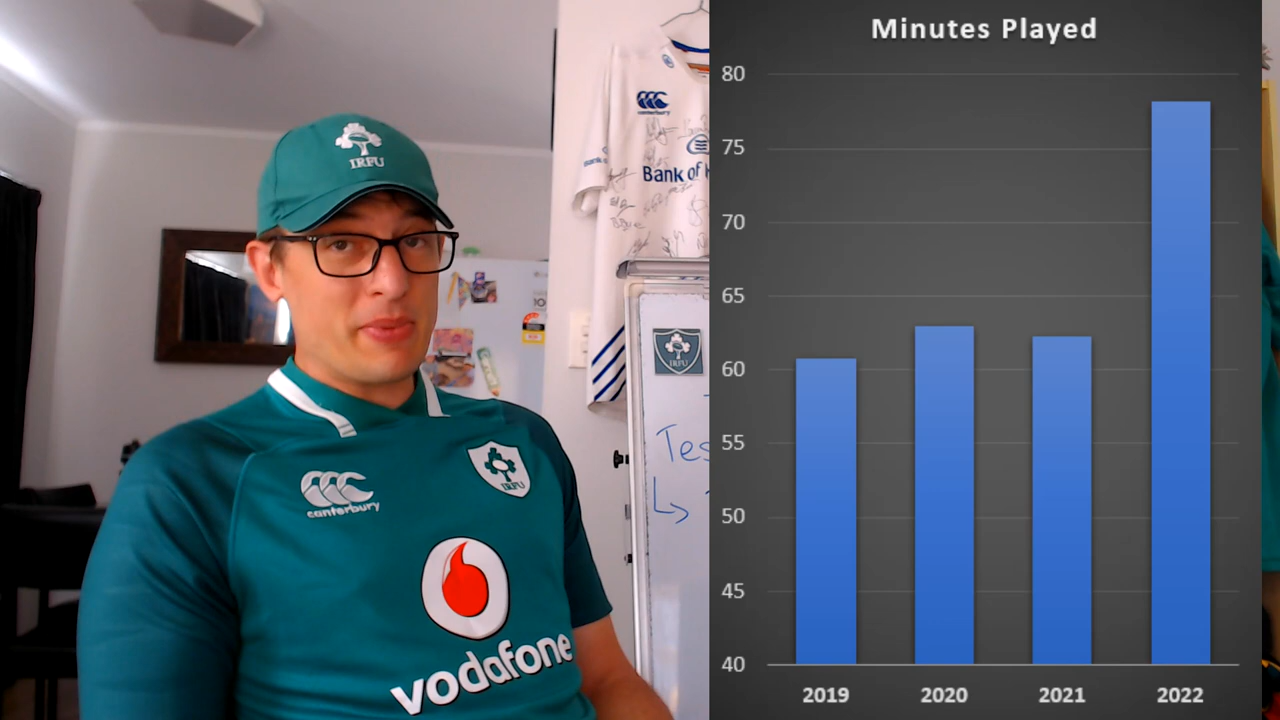 IRFU
canterbury
IRFU
vodafone
canterbury
Bank of
IRFU
Tes
Minutes Played
80
75
70
65
60
55
50
45
40
2019
2020
2021
2022